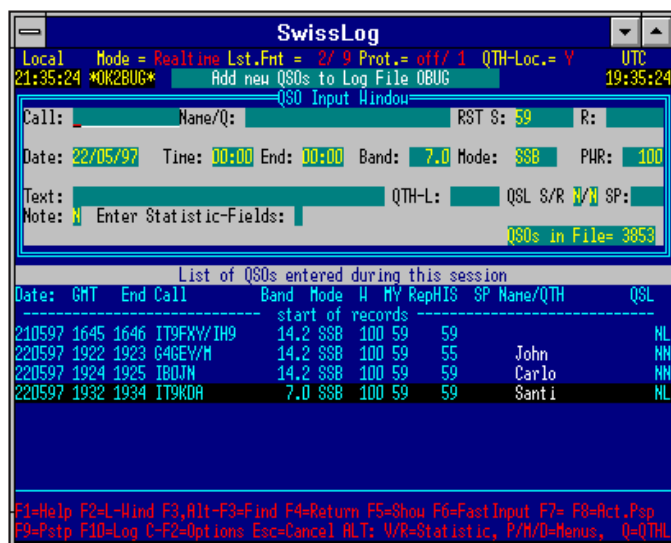 SwissLog
Local Mode = Realtime Lst.Fmt = 2/ 9 Prot.= off/ 1 QTH-Loc.= Y UTC
21:35:24 *OK2BUG* Add new QSOs to Log File OBUG 19:35:24
QSO Input Window
Call: Name/Q: RST S: 59 R:
Date: 22/05/97 Time: 00:00 End: 00:00 Band: 7.0 Mode: SSB PWR: 100
Text: QTH-L: QSL S/R N/N SP:
Note: N Enter Statistic-Fields:
QSOs in File= 3853
List of QSOs entered during this session
Date: GMT End Call Band Mode W MY RepHIS SP Name/QTH QSL
------------------------------ start of records ------------------------------
210597 1645 1646 IT9FXY/IH9 14.2 SSB 100 59 59 NL
220597 1922 1923 G4GEV/M 14.2 SSB 100 59 55 John NN
220597 1924 1925 IB0JN 14.2 SSB 100 59 59 Carlo NN
220597 1932 1934 IT9KDA 7.0 SSB 100 59 59 Santi NL
F1=Help F2=L-Wind F3,Alt-F3=Find F4=Return F5=Show F6=FastInput F7= F8=Act.Psp
F9=Pstp F10=Log C-F2=Options Esc=Cancel ALT: W/R=Statistic, P/M/D=Menus, Q=QTHL